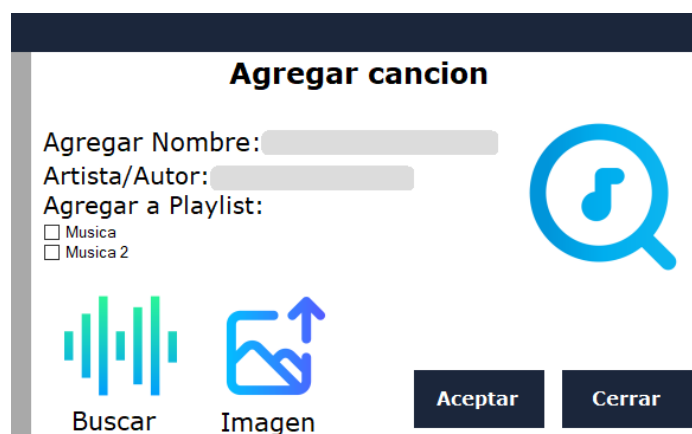 Agregar cancion
Agregar Nombre:
Artista/Autor:
Agregar a Playlist:
Musica
Musica 2
Buscar
Imagen
Aceptar
Cerrar